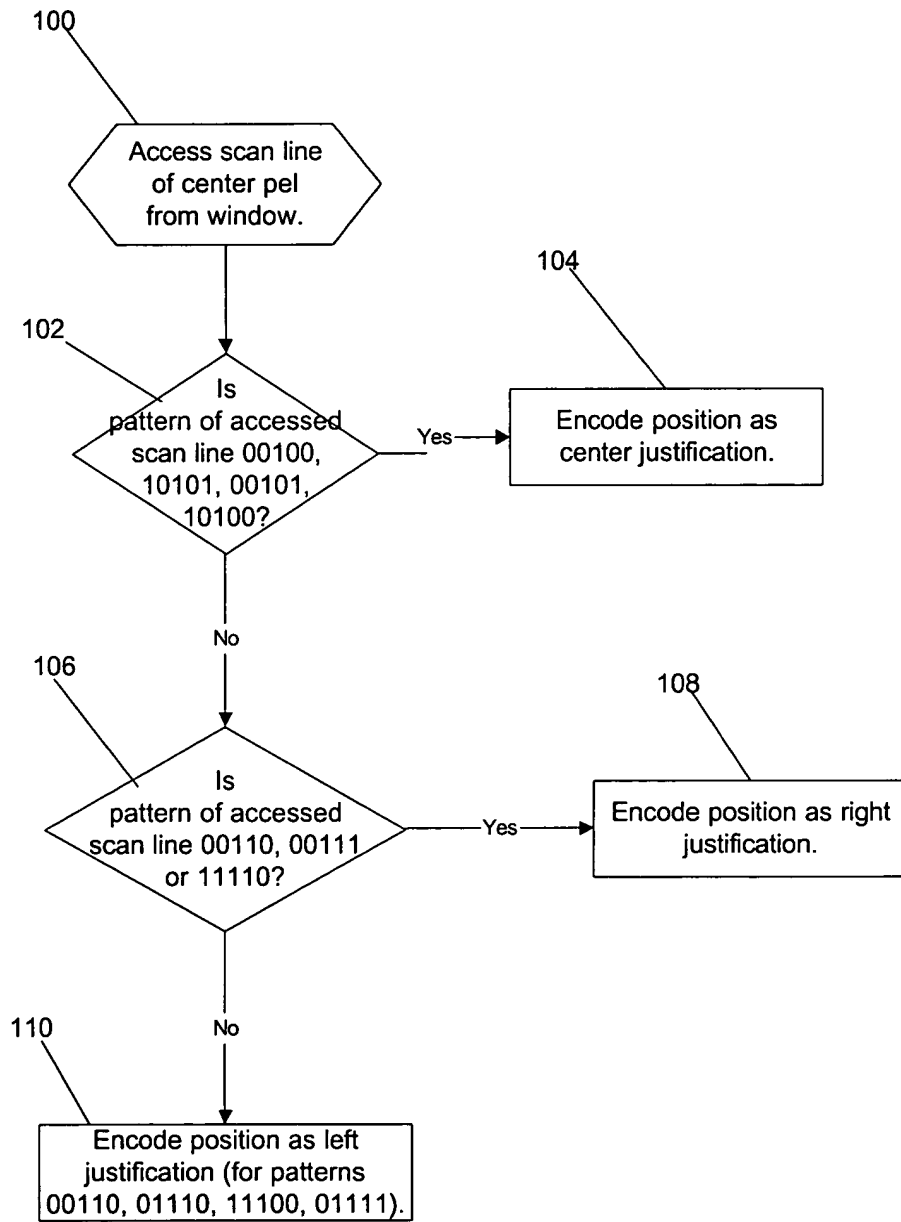 100
Access scan line
of center pel
from window.
102
Is
pattern of accessed
scan line 00100,
10101, 00101,
10100?
Yes
104
Encode position as
center justification.
No
106
Is
pattern of accessed
scan line 00110, 00111
or 11110?
Yes
108
Encode position as right
justification.
No
110
Encode position as left
justification (for patterns
00110, 01110, 11100, 01111).